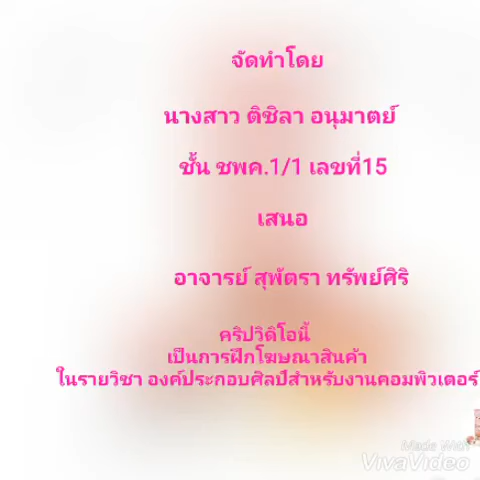 จัดทำโดย
นางสาว ติชิลา อนุมาตย์
ชั้น ชพค.1/1 เลขที่15
เสนอ
อาจารย์ สุพัตรา ทรัพย์ศิริ
คริปวิดิโอนี้
เป็นการฝึกโฆษณาสินค้า
ในรายวิชา องค์ประกอบศิลป์สำหรับงานคอมพิวเตอร์
Made With
VivaVideo